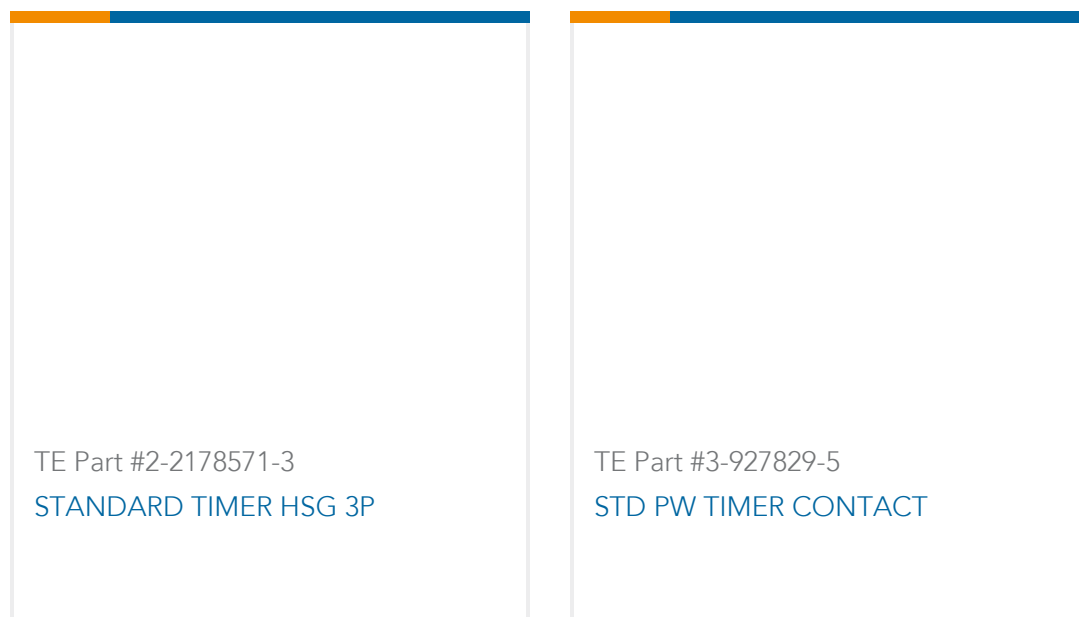 TE Part #2-2178571-3
STANDARD TIMER HSG 3P
TE Part #3-927829-5
STD PW TIMER CONTACT